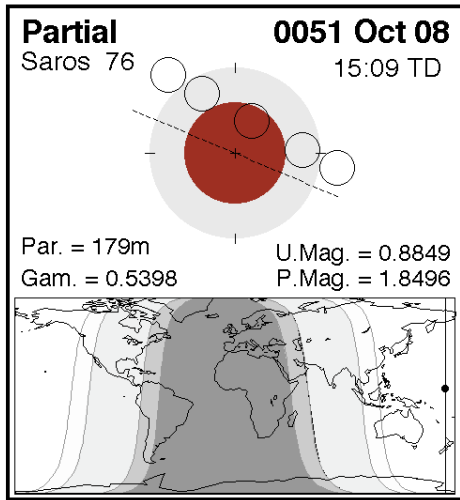 Partial 0051 Oct 08
Saros 76 15:09 TD
Par. = 179m U.Mag. = 0.8849
Gam. = 0.5398 P.Mag. = 1.8496